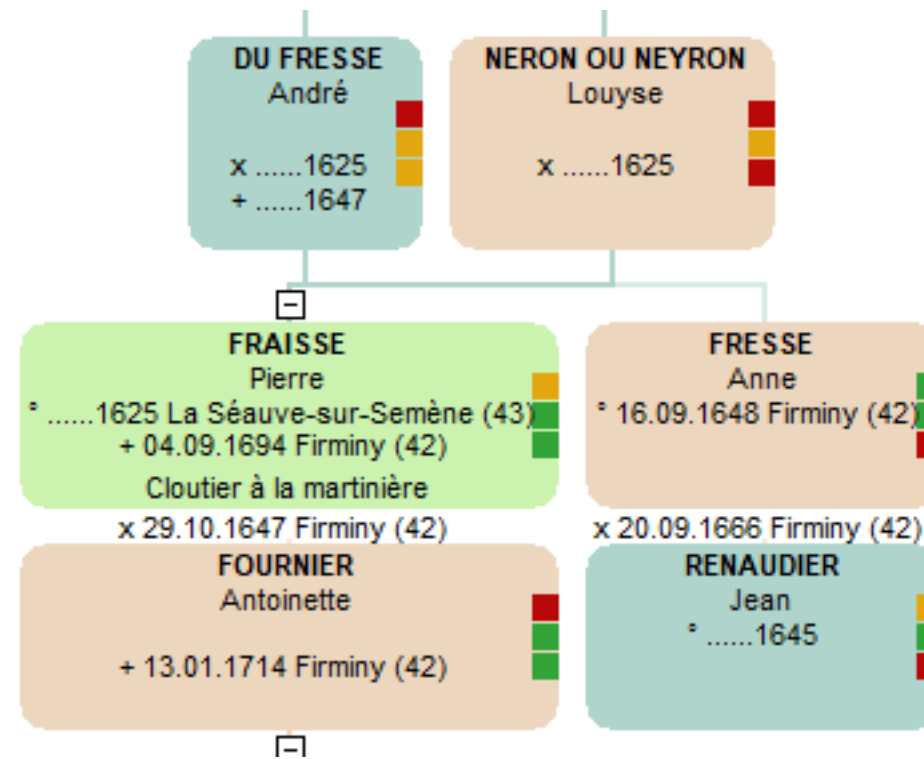 DU FRESSE
André
x ......1625
+ ......1647
NERON OU NEYRON
Louyse
x ......1625
FRAISSE
Pierre
° ......1625 La Séauve-sur-Semène (43)
+ 04.09.1694 Firminy (42)
Cloutier à la martinière
x 29.10.1647 Firminy (42)
FOURNIER
Antoinette
+ 13.01.1714 Firminy (42)
FRESSE
Anne
° 16.09.1648 Firminy (42)
x 20.09.1666 Firminy (42)
RENAUDIER
Jean
° ......1645